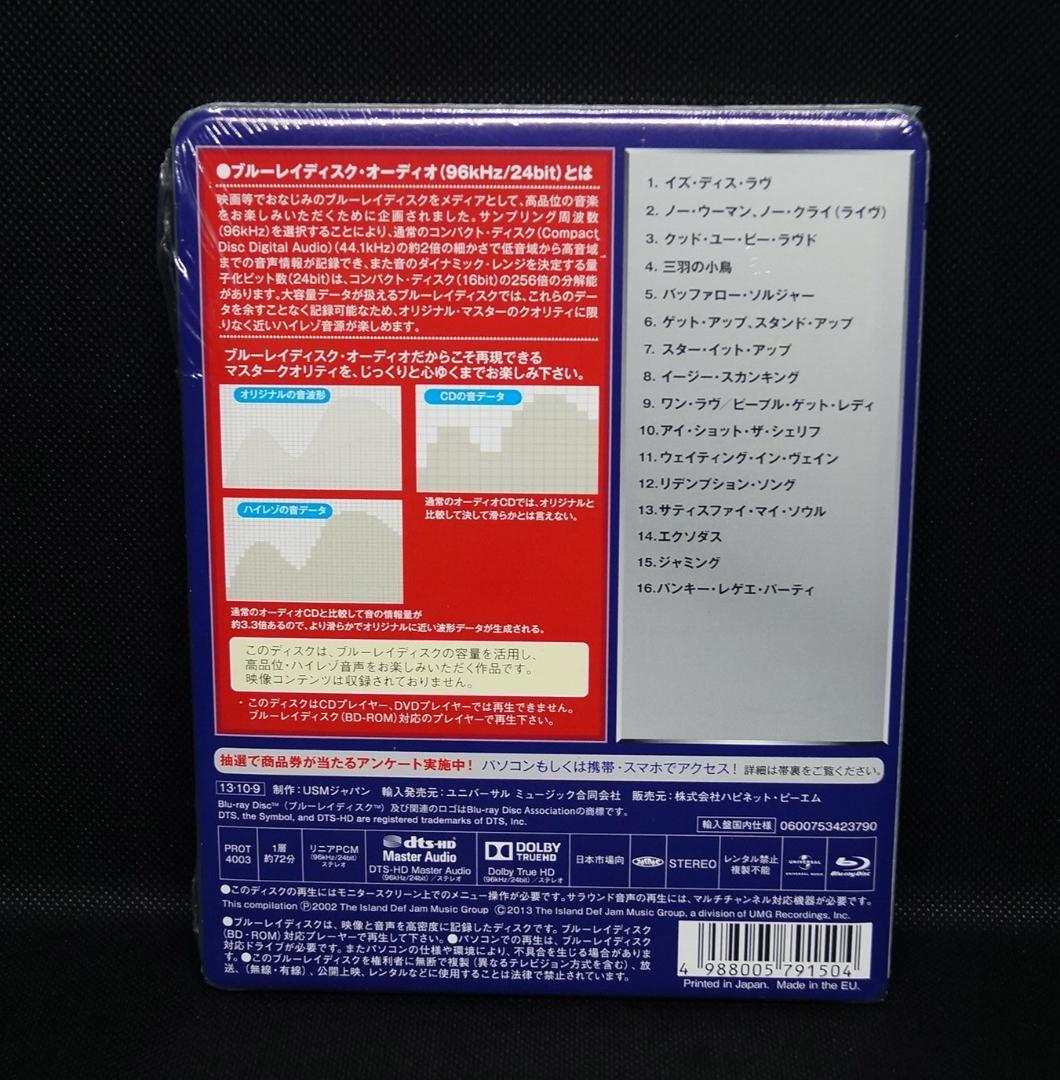 ●ブルーレイディスク・オーディオ(96kHz/24bit)とは
映画等でおなじみのブルーレイディスクをメディアとして、高品位の音楽
をお楽しみいただくために企画されました。サンプリング周波数
(96kHz)を選択することにより、通常のコンパクト・ディスク(Compact
Disc Digital Audio)(44.1kHz)の約2倍の細かさで低音域から高音域
までの音声情報が記録でき、また音のダイナミック・レンジを決定する量
子化ビット数(24bit)は、コンパクト・ディスク(16bit)の256倍の分解能
があります。大容量データが扱えるブルーレイディスクでは、これらのデー
タを余すことなく記録可能なため、オリジナル・マスターのクオリティに限
りなく近いハイレゾ音源が楽しめます。
ブルーレイディスク・オーディオだからこそ再現できる
マスタークオリティを、じっくりと心ゆくまでお楽しみ下さい。
オリジナルの音波形
CDの音データ
通常のオーディオCDでは、オリジナルと
比較して決して滑らかとは言えない。
ハイレゾの音データ
通常のオーディオCDと比較して音の情報量が
約3.3倍あるので、より滑らかでオリジナルに近い波形データが生成される。
このディスクは、ブルーレイディスクの容量を活用し、
高品位・ハイレゾ音声をお楽しみいただく作品です。
映像コンテンツは収録されておりません。
・このディスクはCDプレイヤー、DVDプレイヤーでは再生できません。
ブルーレイディスク(BD-ROM)対応のプレイヤーで再生下さい。
1. イズ・ディス・ラヴ
2. ノー・ウーマン、ノー・クライ(ライヴ)
3. クッド・ユー・ビー・ラヴド
4. 三羽の小鳥
5. バッファロー・ソルジャー
6. ゲット・アップ、スタンド・アップ
7. スター・イット・アップ
8. イージー・スカンキング
9. ワン・ラヴ/ピープル・ゲット・レディ
10.アイ・ショット・ザ・シェリフ
11.ウェイティング・イン・ヴェイン
12.リデンプション・ソング
13.サティスファイ・マイ・ソウル
14.エクソダス
15.ジャミング
16.パンキー・レゲエ・パーティ
抽選で商品券が当たるアンケート実施中! パソコンもしくは携帯・スマホでアクセス! 詳細は帯裏をご覧ください。
13・10・9 制作:USMジャパン 輸入発売元:ユニバーサル ミュージック合同会社 販売元:株式会社ハピネット・ピーエム
Blu-ray Disc™(ブルーレイディスク™)及び関連のロゴはBlu-ray Disc Associationの商標です。
DTS, the Symbol, and DTS-HD are registered trademarks of DTS, Inc.
輸入盤国内仕様 0600753423790
PROT
4003
1層
約72分
リニアPCM
(96kHz/24bit)
ステレオ
dts-HD
Master Audio
DTS-HD Master Audio
(96kHz/24bit)/ステレオ
DOLBY
TRUEHD
Dolby True HD
(96kHz/24bit)/ステレオ
日本市場向
STEREO
レンタル禁止
複製不能
UNIVERSAL
UNIVERSAL MUSIC
Blu-ray Disc
●このディスクの再生にはモニタースクリーン上でのメニュー操作が必要です。サラウンド音声の再生には、マルチチャンネル対応機器が必要です。
This compilation Ⓟ2002 The Island Def Jam Music Group ©2013 The Island Def Jam Music Group, a division of UMG Recordings, Inc.
●ブルーレイディスクは、映像と音声を高密度に記録したディスクです。ブルーレイディスク
(BD-ROM)対応プレーヤーで再生して下さい。●パソコンでの再生は、ブルーレイディスク
対応ドライブが必要です。またパソコンの仕様や環境により、不具合を生じる場合がありま
す。●このブルーレイディスクを権利者に無断で複製(異なるテレビジョン方式を含む)、放
送、(無線・有線)、公開上映、レンタルなどに使用することは法律で禁止されています。
4 988005 791504
Printed in Japan. Made in the EU.